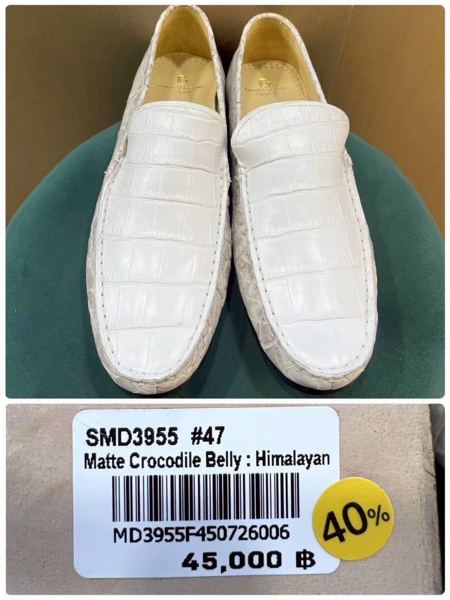 SMD3955 #47
Matte Crocodile Belly : Himalayan
MD3955F450726006
45,000 ฿
40%